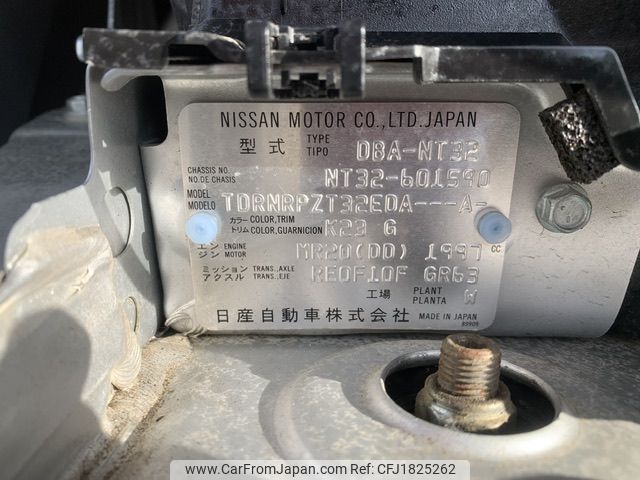 NISSAN MOTOR CO.,LTD.JAPAN
型式 TYPE TIPO DBA-NT32
CHASSIS NO. NO. DE CHASIS NT32-601590
MODEL MODELO TDRNRPZT32EDA---A-
カラー トリム COLOR,TRIM COLOR,GUARNICION K23 G
エンジン ENGINE MOTOR MR20(DD) 1997 CC
ミッション アクスル TRANS.,AXLE TRANS.,EJE RE0F10F GR63
工場 PLANT PLANTA W
日産自動車株式会社 MADE IN JAPAN
89909
www.CarFromJapan.com | © CarFromJapan.com | CFJ1825262